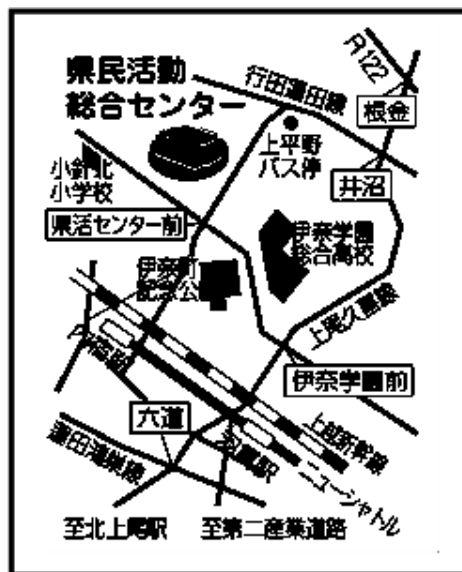 県民活動
総合センター
行田蓮田線
R122
根金
上平野
バス停
井沼
小針北
小学校
県活センター前
伊奈学園
総合高校
伊奈町
記念公
上尾久喜線
伊奈学園前
内宿駅
六道
羽貫駅
上越新幹線
ニューシャトル
蓮田鴻巣線
至北上尾駅
至第二産業道路